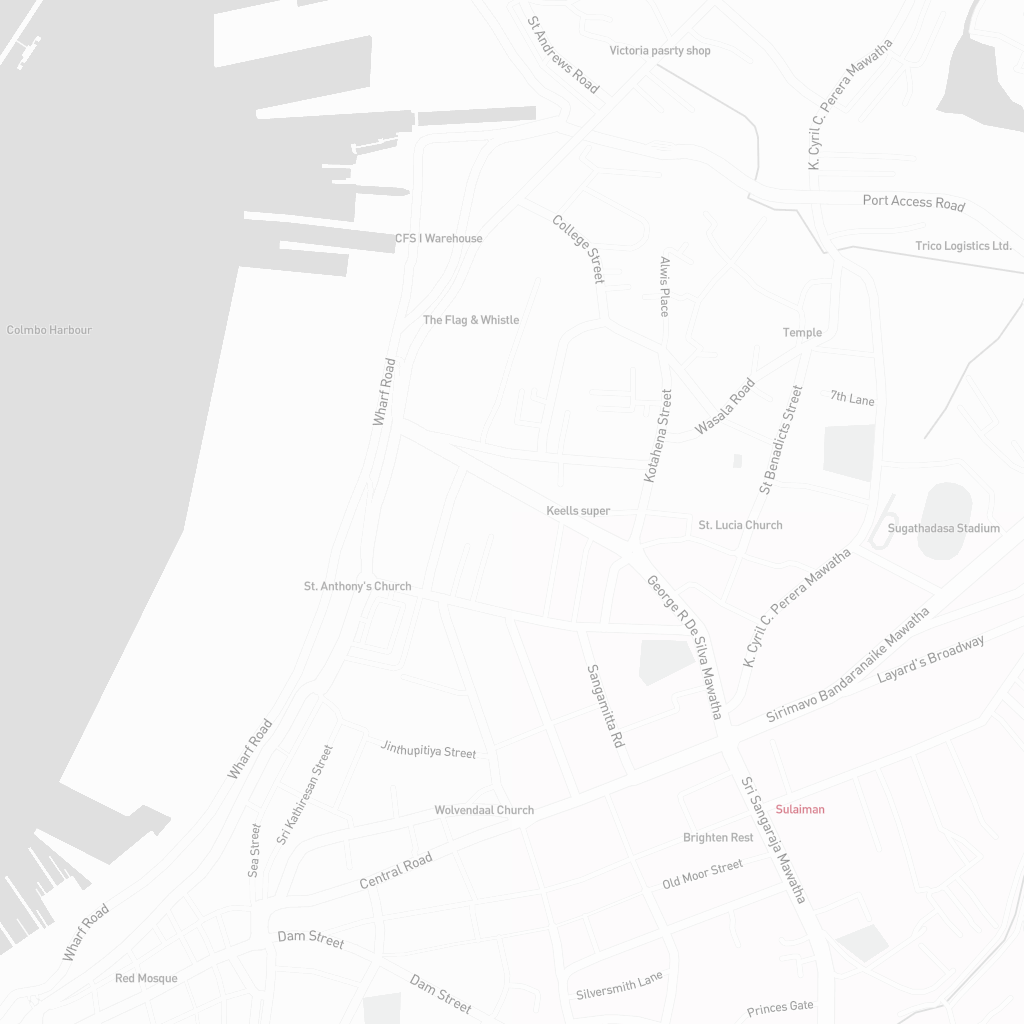 St Andrews Road
Victoria pasrty shop
K. Cyril C. Perera Mawatha
Port Access Road
College Street
CFS I Warehouse
Trico Logistics Ltd.
Alwis Place
Colmbo Harbour
The Flag & Whistle
Temple
Wharf Road
Wasala Road
7th Lane
Kotahena Street
St Benadicts Street
Keells super
St. Lucia Church
Sugathadasa Stadium
St. Anthony's Church
George R De Silva Mawatha
K. Cyril C. Perera Mawatha
Sirimavo Bandaranaike Mawatha
Layard's Broadway
Sangamitta Rd
Wharf Road
Jinthupitiya Street
Sri Kathiresan Street
Wolvendaal Church
Sulaiman
Sri Sangaraja Mawatha
Brighten Rest
Sea Street
Central Road
Old Moor Street
Wharf Road
Dam Street
Red Mosque
Dam Street
Silversmith Lane
Princes Gate